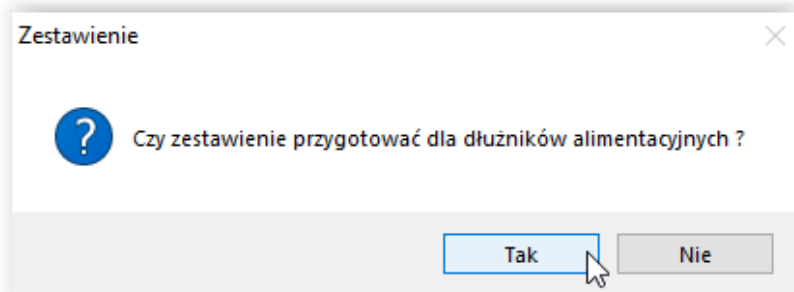 Zestawienie
Czy zestawienie przygotować dla dłużników alimentacyjnych ?
Tak
Nie